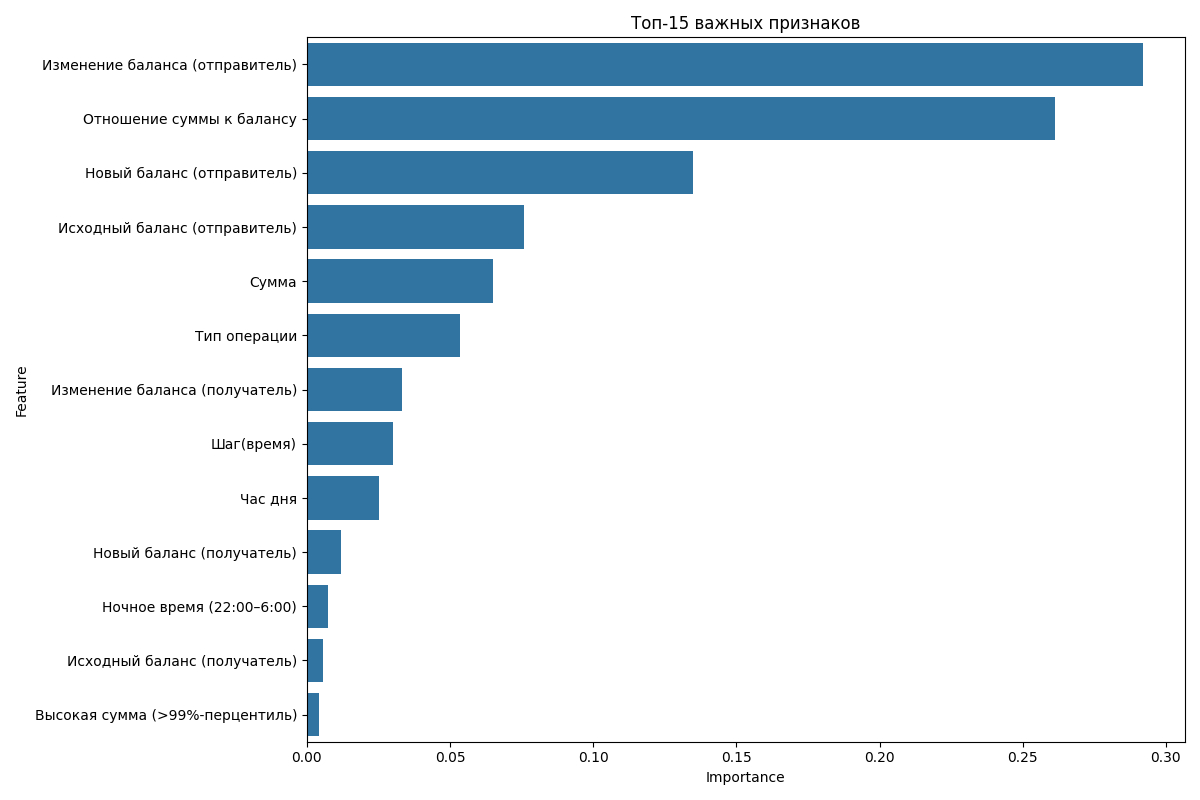 Топ-15 важных признаков
Feature
Изменение баланса (отправитель)
Отношение суммы к балансу
Новый баланс (отправитель)
Исходный баланс (отправитель)
Сумма
Тип операции
Изменение баланса (получатель)
Шаг(время)
Час дня
Новый баланс (получатель)
Ночное время (22:00–6:00)
Исходный баланс (получатель)
Высокая сумма (>99%-перцентиль)
0.00 0.05 0.10 0.15 0.20 0.25 0.30
Importance